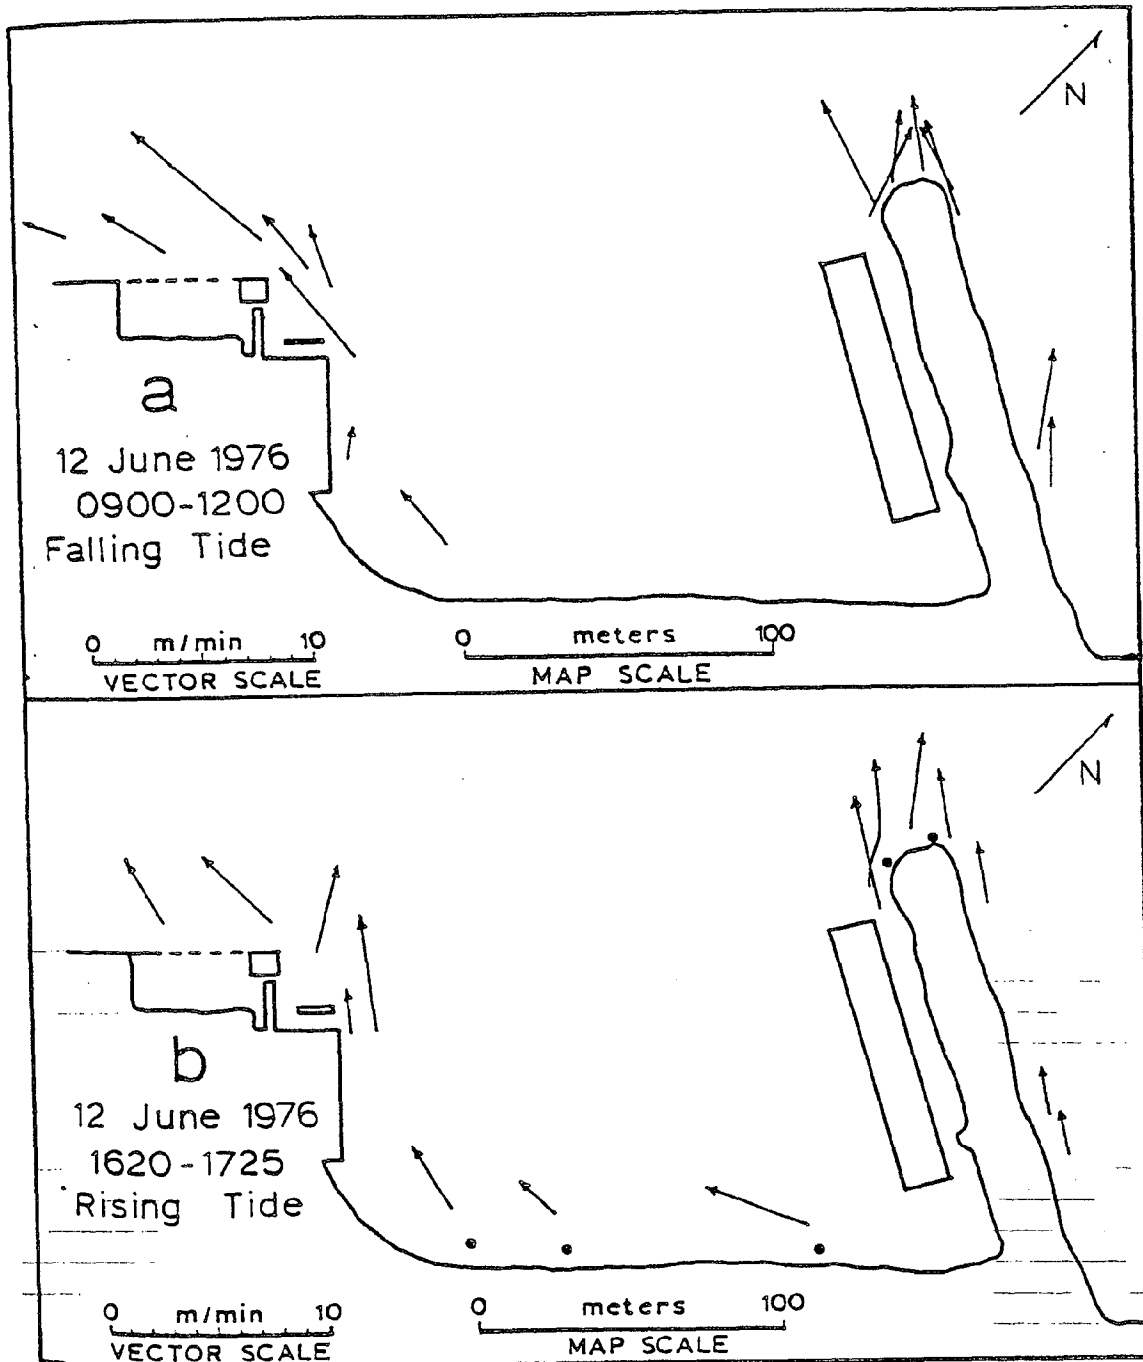 N
a
12 June 1976
0900-1200
Falling Tide
0 m/min 10
VECTOR SCALE
0 meters 100
MAP SCALE
N
b
12 June 1976
1620-1725
Rising Tide
0 m/min 10
VECTOR SCALE
0 meters 100
MAP SCALE